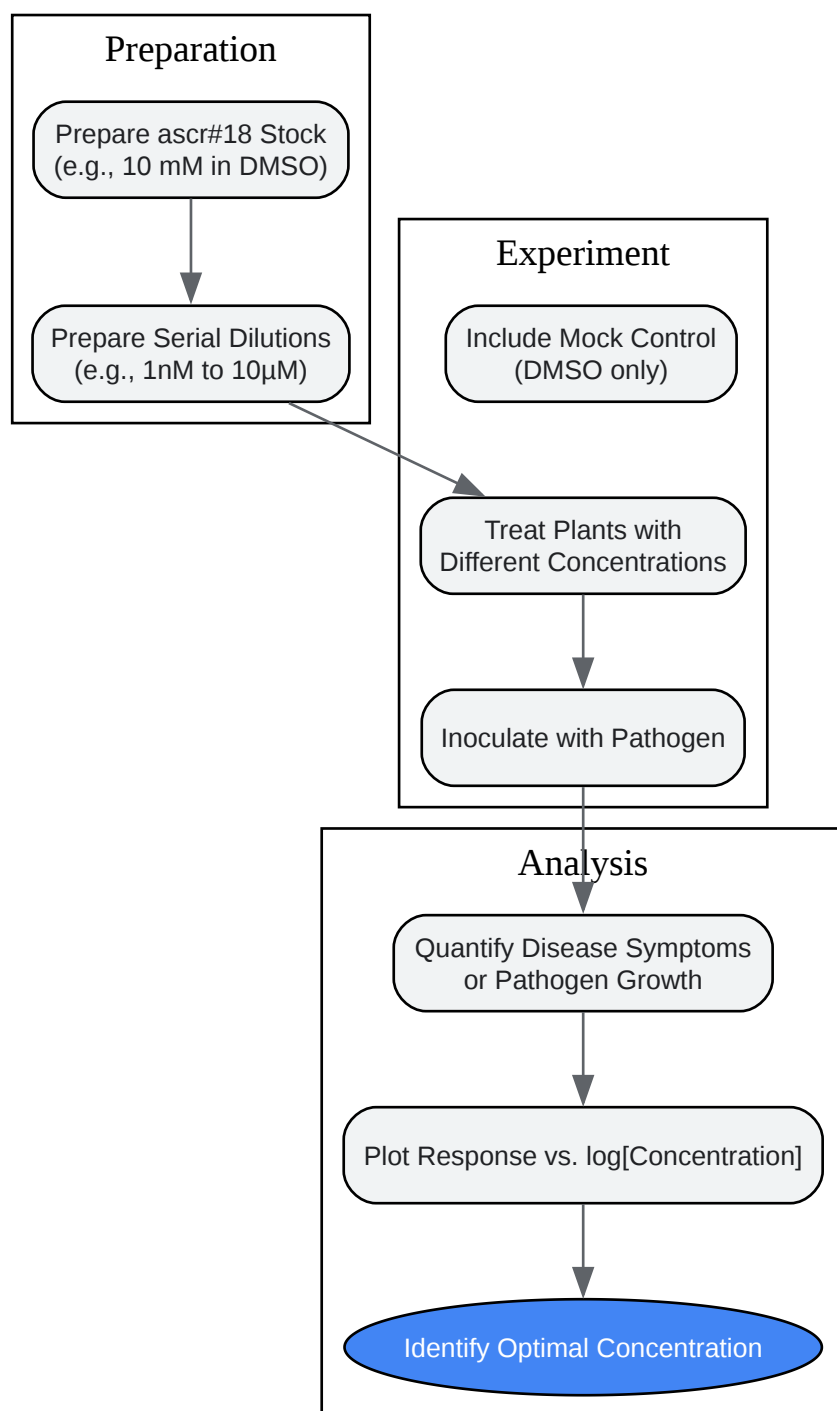 Preparation
Prepare ascr#18 Stock
(e.g., 10 mM in DMSO)
Prepare Serial Dilutions
(e.g., 1nM to 10µM)
Experiment
Include Mock Control
(DMSO only)
Treat Plants with
Different Concentrations
Inoculate with Pathogen
Analysis
Quantify Disease Symptoms
or Pathogen Growth
Plot Response vs. log[Concentration]
Identify Optimal Concentration